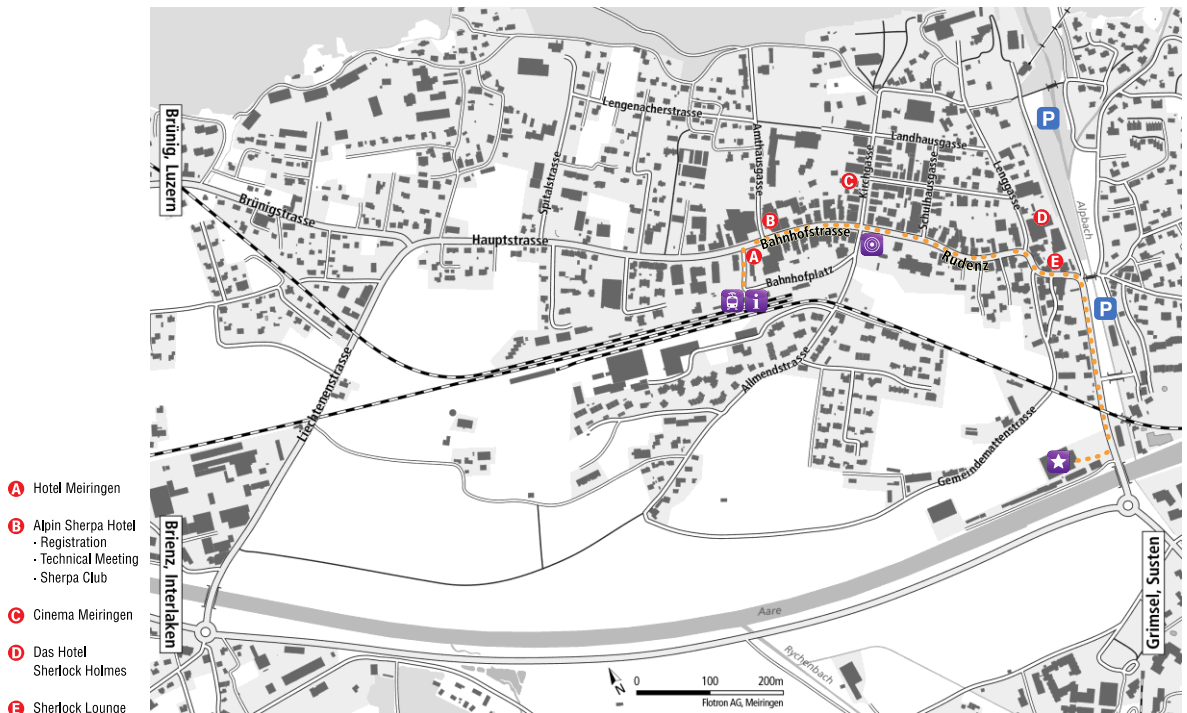 Brünig, Luzern
Lengenacherstrasse
Amthausgasse
Landhausgasse
Kirchgasse
Schulhausgasse
Lenggasse
P
Alpbach
Spitalstrasse
Brünigstrasse
C
B
D
Hauptstrasse
Bahnhofstrasse
A
Rudenz
E
Bahnhofplatz
i
P
Liechtenenstrasse
Allmendstrasse
Gemeindemattenstrasse
A Hotel Meiringen
B Alpin Sherpa Hotel
· Registration
· Technical Meeting
· Sherpa Club
C Cinema Meiringen
D Das Hotel
Sherlock Holmes
E Sherlock Lounge
Brienz, Interlaken
Grimsel, Susten
Aare
Rychenbach
N
0 100 200m
Flotron AG, Meiringen